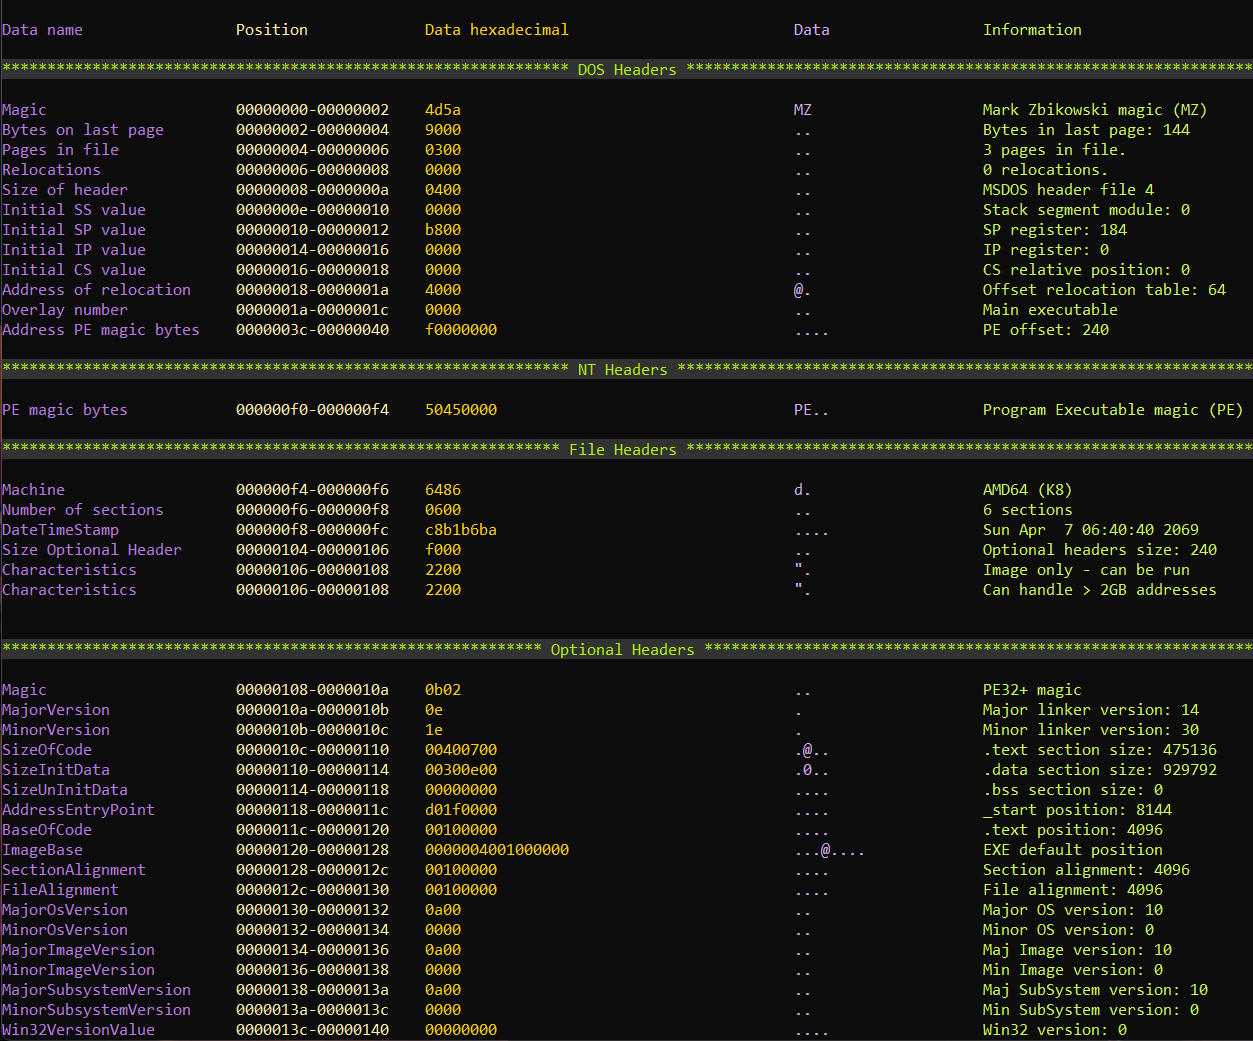 Data name Position Data hexadecimal Data Information
*************************************************************** DOS Headers ***************************************************************
Magic 00000000-00000002 4d5a MZ Mark Zbikowski magic (MZ)
Bytes on last page 00000002-00000004 9000 .. Bytes in last page: 144
Pages in file 00000004-00000006 0300 .. 3 pages in file.
Relocations 00000006-00000008 0000 .. 0 relocations.
Size of header 00000008-0000000a 0400 .. MSDOS header file 4
Initial SS value 0000000e-00000010 0000 .. Stack segment module: 0
Initial SP value 00000010-00000012 b800 .. SP register: 184
Initial IP value 00000014-00000016 0000 .. IP register: 0
Initial CS value 00000016-00000018 0000 .. CS relative position: 0
Address of relocation 00000018-0000001a 4000 @. Offset relocation table: 64
Overlay number 0000001a-0000001c 0000 .. Main executable
Address PE magic bytes 0000003c-00000040 f0000000 .... PE offset: 240
*************************************************************** NT Headers ****************************************************************
PE magic bytes 000000f0-000000f4 50450000 PE.. Program Executable magic (PE)
************************************************************** File Headers ***************************************************************
Machine 000000f4-000000f6 6486 d. AMD64 (K8)
Number of sections 000000f6-000000f8 0600 .. 6 sections
DateTimeStamp 000000f8-000000fc c8b1b6ba .... Sun Apr  7 06:40:40 2069
Size Optional Header 00000104-00000106 f000 .. Optional headers size: 240
Characteristics 00000106-00000108 2200 ". Image only - can be run
Characteristics 00000106-00000108 2200 ". Can handle > 2GB addresses
************************************************************ Optional Headers *************************************************************
Magic 00000108-0000010a 0b02 .. PE32+ magic
MajorVersion 0000010a-0000010b 0e . Major linker version: 14
MinorVersion 0000010b-0000010c 1e . Minor linker version: 30
SizeOfCode 0000010c-00000110 00400700 .@.. .text section size: 475136
SizeInitData 00000110-00000114 00300e00 .0.. .data section size: 929792
SizeUnInitData 00000114-00000118 00000000 .... .bss section size: 0
AddressEntryPoint 00000118-0000011c d01f0000 .... _start position: 8144
BaseOfCode 0000011c-00000120 00100000 .... .text position: 4096
ImageBase 00000120-00000128 0000004001000000 ...@.... EXE default position
SectionAlignment 00000128-0000012c 00100000 .... Section alignment: 4096
FileAlignment 0000012c-00000130 00100000 .... File alignment: 4096
MajorOsVersion 00000130-00000132 0a00 .. Major OS version: 10
MinorOsVersion 00000132-00000134 0000 .. Minor OS version: 0
MajorImageVersion 00000134-00000136 0a00 .. Maj Image version: 10
MinorImageVersion 00000136-00000138 0000 .. Min Image version: 0
MajorSubsystemVersion 00000138-0000013a 0a00 .. Maj SubSystem version: 10
MinorSubsystemVersion 0000013a-0000013c 0000 .. Min SubSystem version: 0
Win32VersionValue 0000013c-00000140 00000000 .... Win32 version: 0